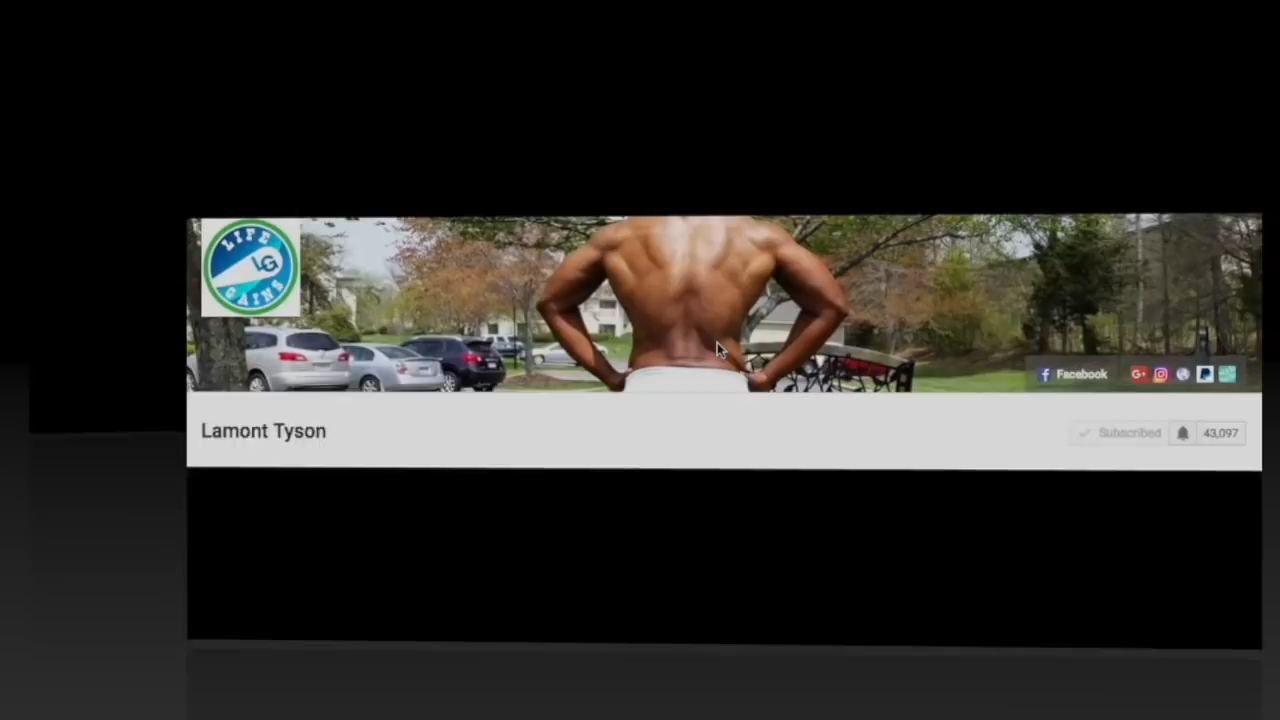 LIFE
LG
GAINS
Facebook
G+
Lamont Tyson
Subscribed
43,097